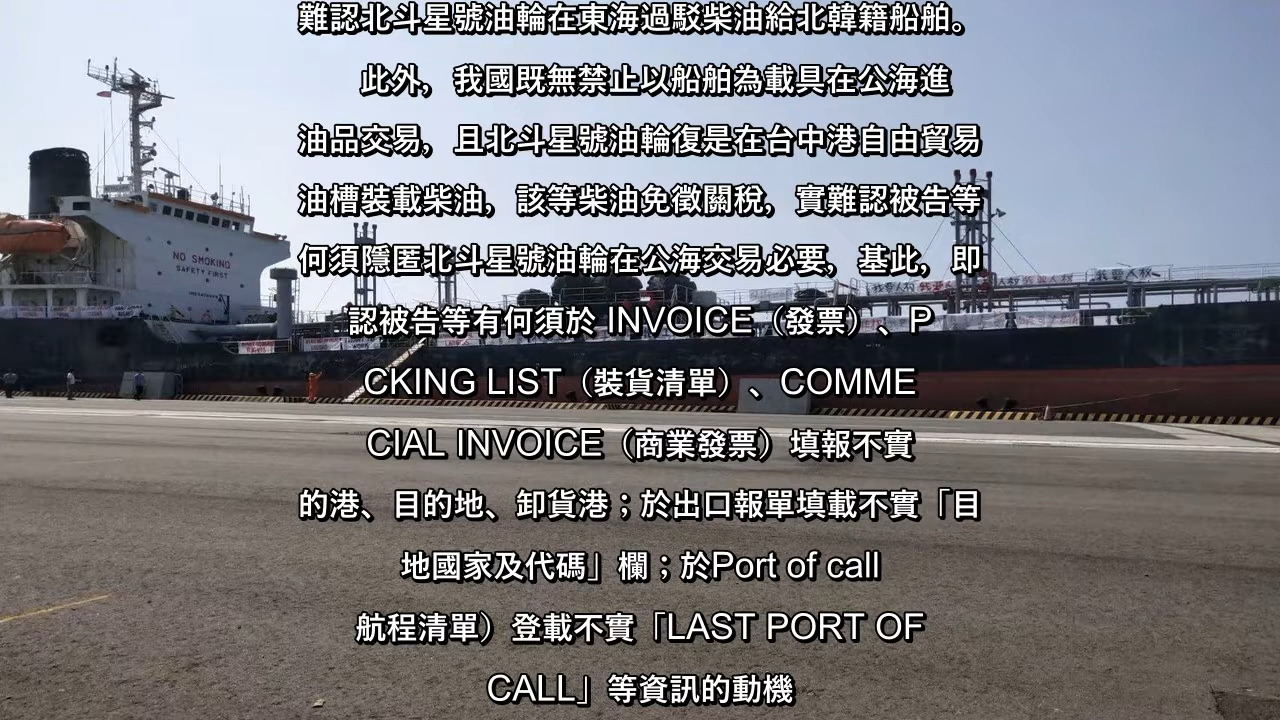 難認北斗星號油輪在東海過駁柴油給北韓籍船舶。
此外，我國既無禁止以船舶為載具在公海進
油品交易，且北斗星號油輪復是在台中港自由貿易
油槽裝載柴油，該等柴油免徵關稅，實難認被告等
何須隱匿北斗星號油輪在公海交易必要，基此，即
認被告等有何須於 INVOICE（發票）、P
CKING LIST（裝貨清單）、COMME
CIAL INVOICE（商業發票）填報不實
的港、目的地、卸貨港；於出口報單填載不實「目
地國家及代碼」欄；於Port of call
航程清單）登載不實「LAST PORT OF
CALL」等資訊的動機
NO SMOKING
SAFETY FIRST
我要人权